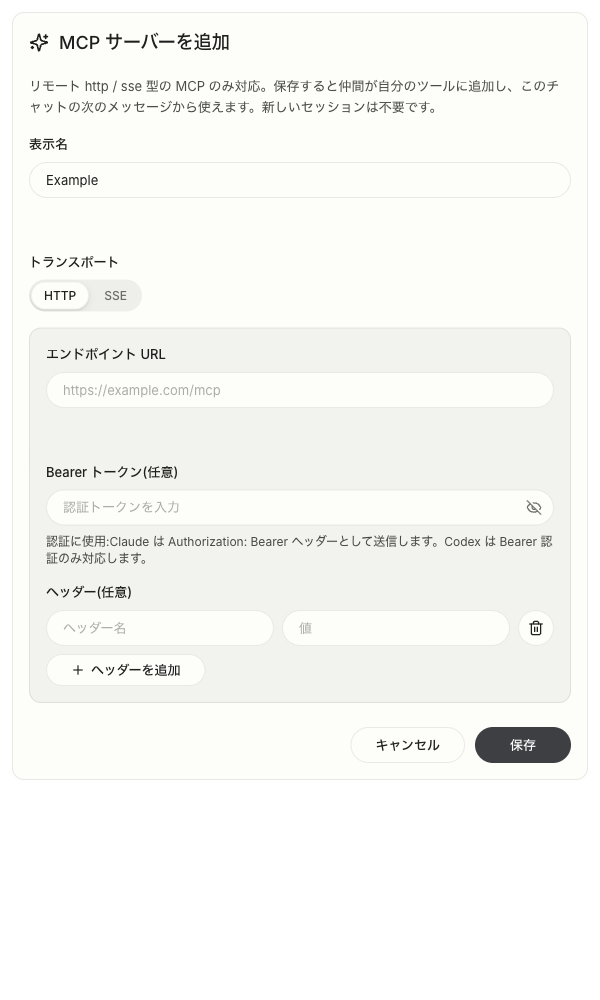 MCP サーバーを追加
リモート http / sse 型の MCP のみ対応。保存すると仲間が自分のツールに追加し、このチ
ャットの次のメッセージから使えます。新しいセッションは不要です。
表示名
Example
トランスポート
HTTP SSE
エンドポイント URL
https://example.com/mcp
Bearer トークン(任意)
認証トークンを入力
認証に使用:Claude は Authorization: Bearer ヘッダーとして送信します。Codex は Bearer 認
証のみ対応します。
ヘッダー(任意)
ヘッダー名 値
ヘッダーを追加
キャンセル 保存